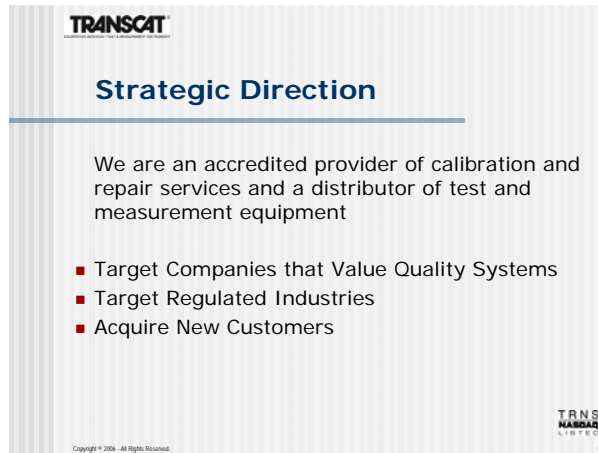 TRANSCAT
Strategic Direction
We are an accredited provider of calibration and
repair services and a distributor of test and
measurement equipment
Target Companies that Value Quality Systems
Target Regulated Industries
Acquire New Customers
TRNS
NASDAQ
LISTED
Copyright © 2006 - All Rights Reserved.